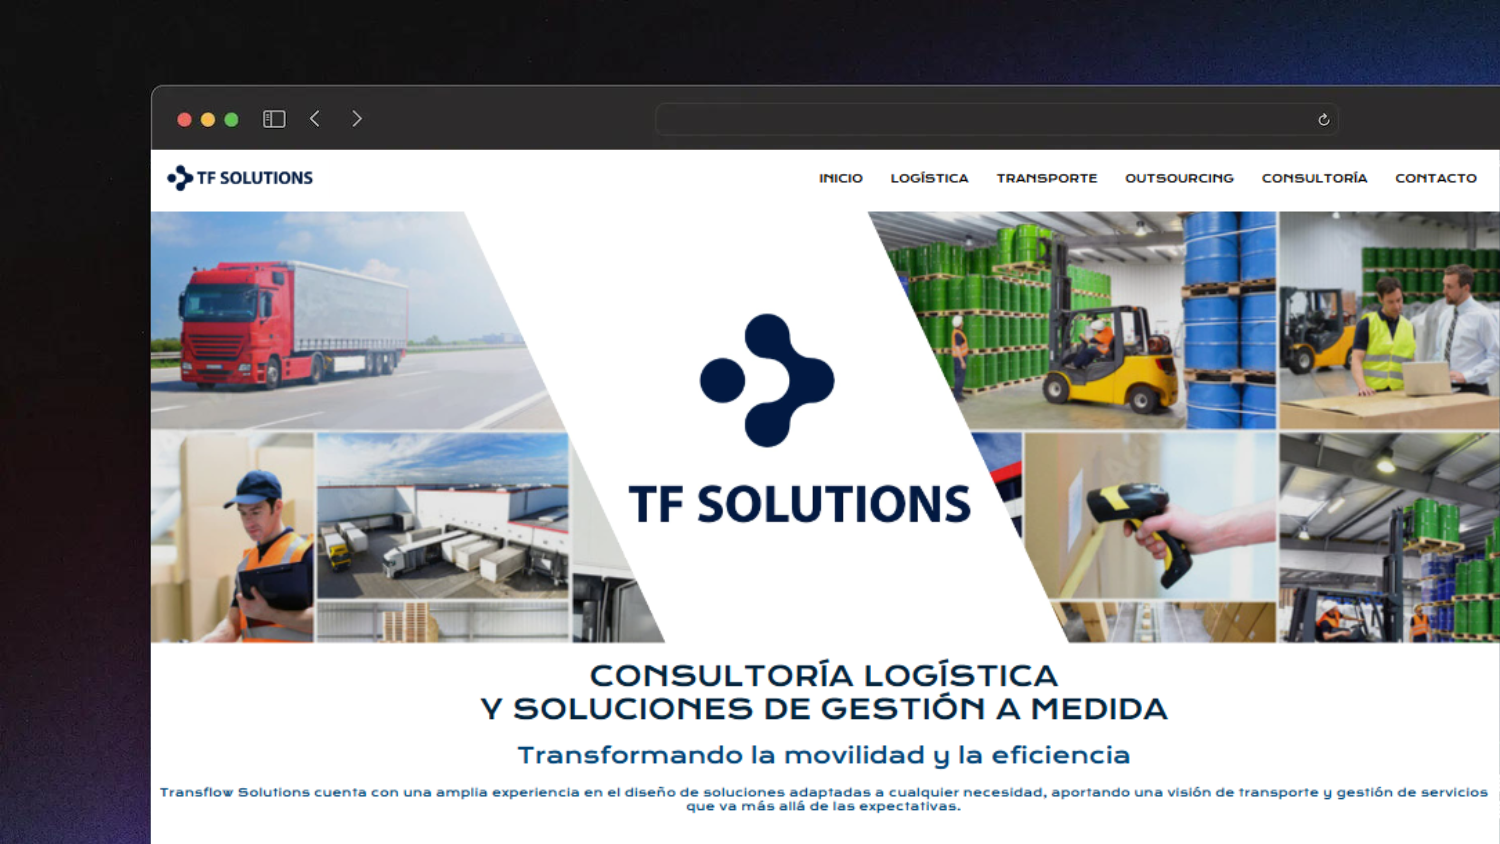 TF SOLUTIONS
INICIO LOGÍSTICA TRANSPORTE OUTSOURCING CONSULTORÍA CONTACTO
TF SOLUTIONS
CONSULTORÍA LOGÍSTICA
Y SOLUCIONES DE GESTIÓN A MEDIDA
Transformando la movilidad y la eficiencia
Transflow Solutions cuenta con una amplia experiencia en el diseño de soluciones adaptadas a cualquier necesidad, aportando una visión de transporte y gestión de servicios
que va más allá de las expectativas.